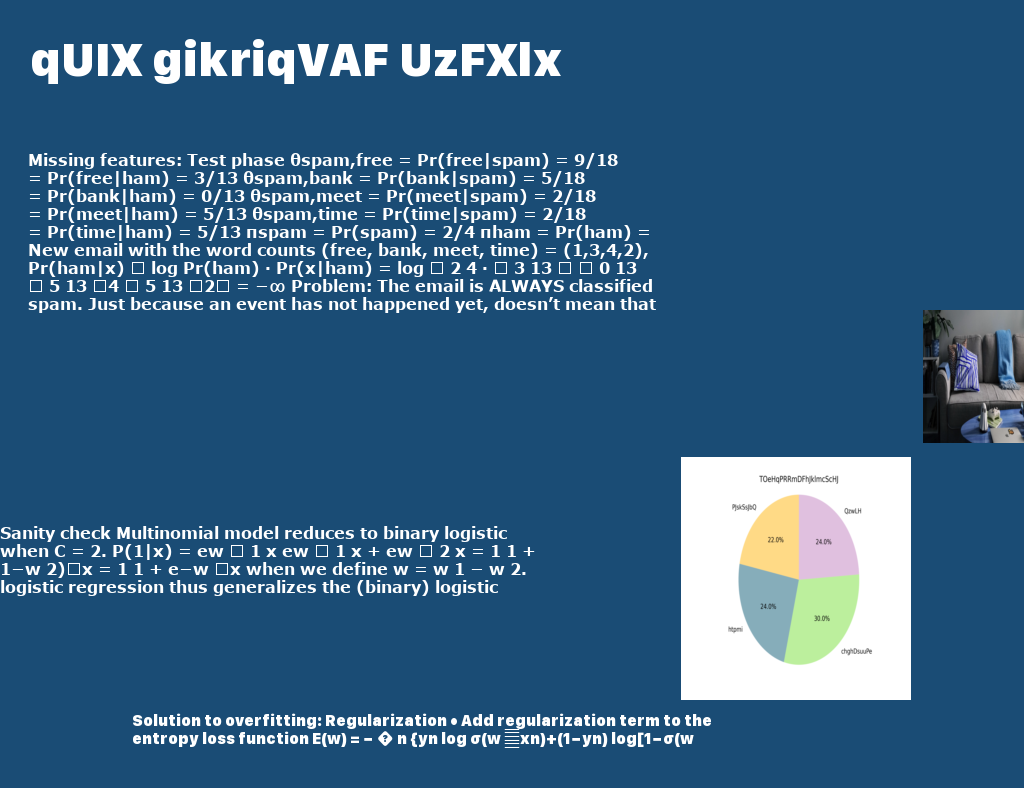 qUIX gikriqVAF UzFXlx
Missing features: Test phase θspam,free = Pr(free|spam) = 9/18
= Pr(free|ham) = 3/13 θspam,bank = Pr(bank|spam) = 5/18
= Pr(bank|ham) = 0/13 θspam,meet = Pr(meet|spam) = 2/18
= Pr(meet|ham) = 5/13 θspam,time = Pr(time|spam) = 2/18
= Pr(time|ham) = 5/13 πspam = Pr(spam) = 2/4 πham = Pr(ham) =
New email with the word counts (free, bank, meet, time) = (1,3,4,2),
Pr(ham|x) □ log Pr(ham) · Pr(x|ham) = log □ 2 4 · □ 3 13 □ □ 0 13
□ 5 13 □4 □ 5 13 □2□ = −∞ Problem: The email is ALWAYS classified
spam. Just because an event has not happened yet, doesn’t mean that
Sanity check Multinomial model reduces to binary logistic
when C = 2. P(1|x) = ew □ 1 x ew □ 1 x + ew □ 2 x = 1 1 +
1−w 2)□x = 1 1 + e−w □x when we define w = w 1 − w 2.
logistic regression thus generalizes the (binary) logistic
TOeHqPRRmDFhJkImcScHJ
PJskSsJbQ
QzwLH
22.0%
24.0%
24.0%
30.0%
htpmi
chghDsuuPe
Solution to overfitting: Regularization • Add regularization term to the
entropy loss function E(w) = − � n {yn log σ(w xn)+(1−yn) log[1−σ(w